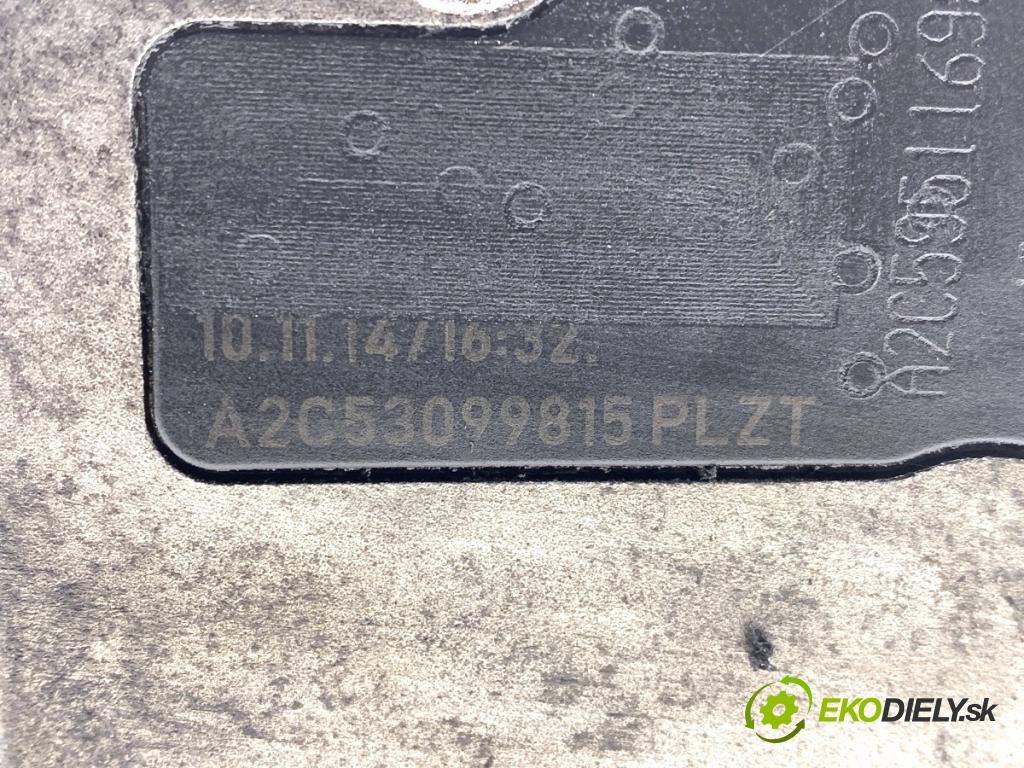 10.11.14/16:32.
A2C53099815 PLZT
EKODIELY.sk